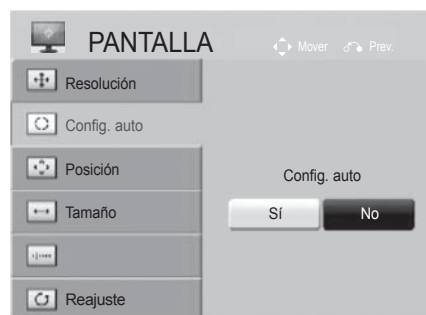 PANTALLA
Mover Prev.
Resolución
Config. auto
Posición
Tamaño
Reajuste
Config. auto
Sí No